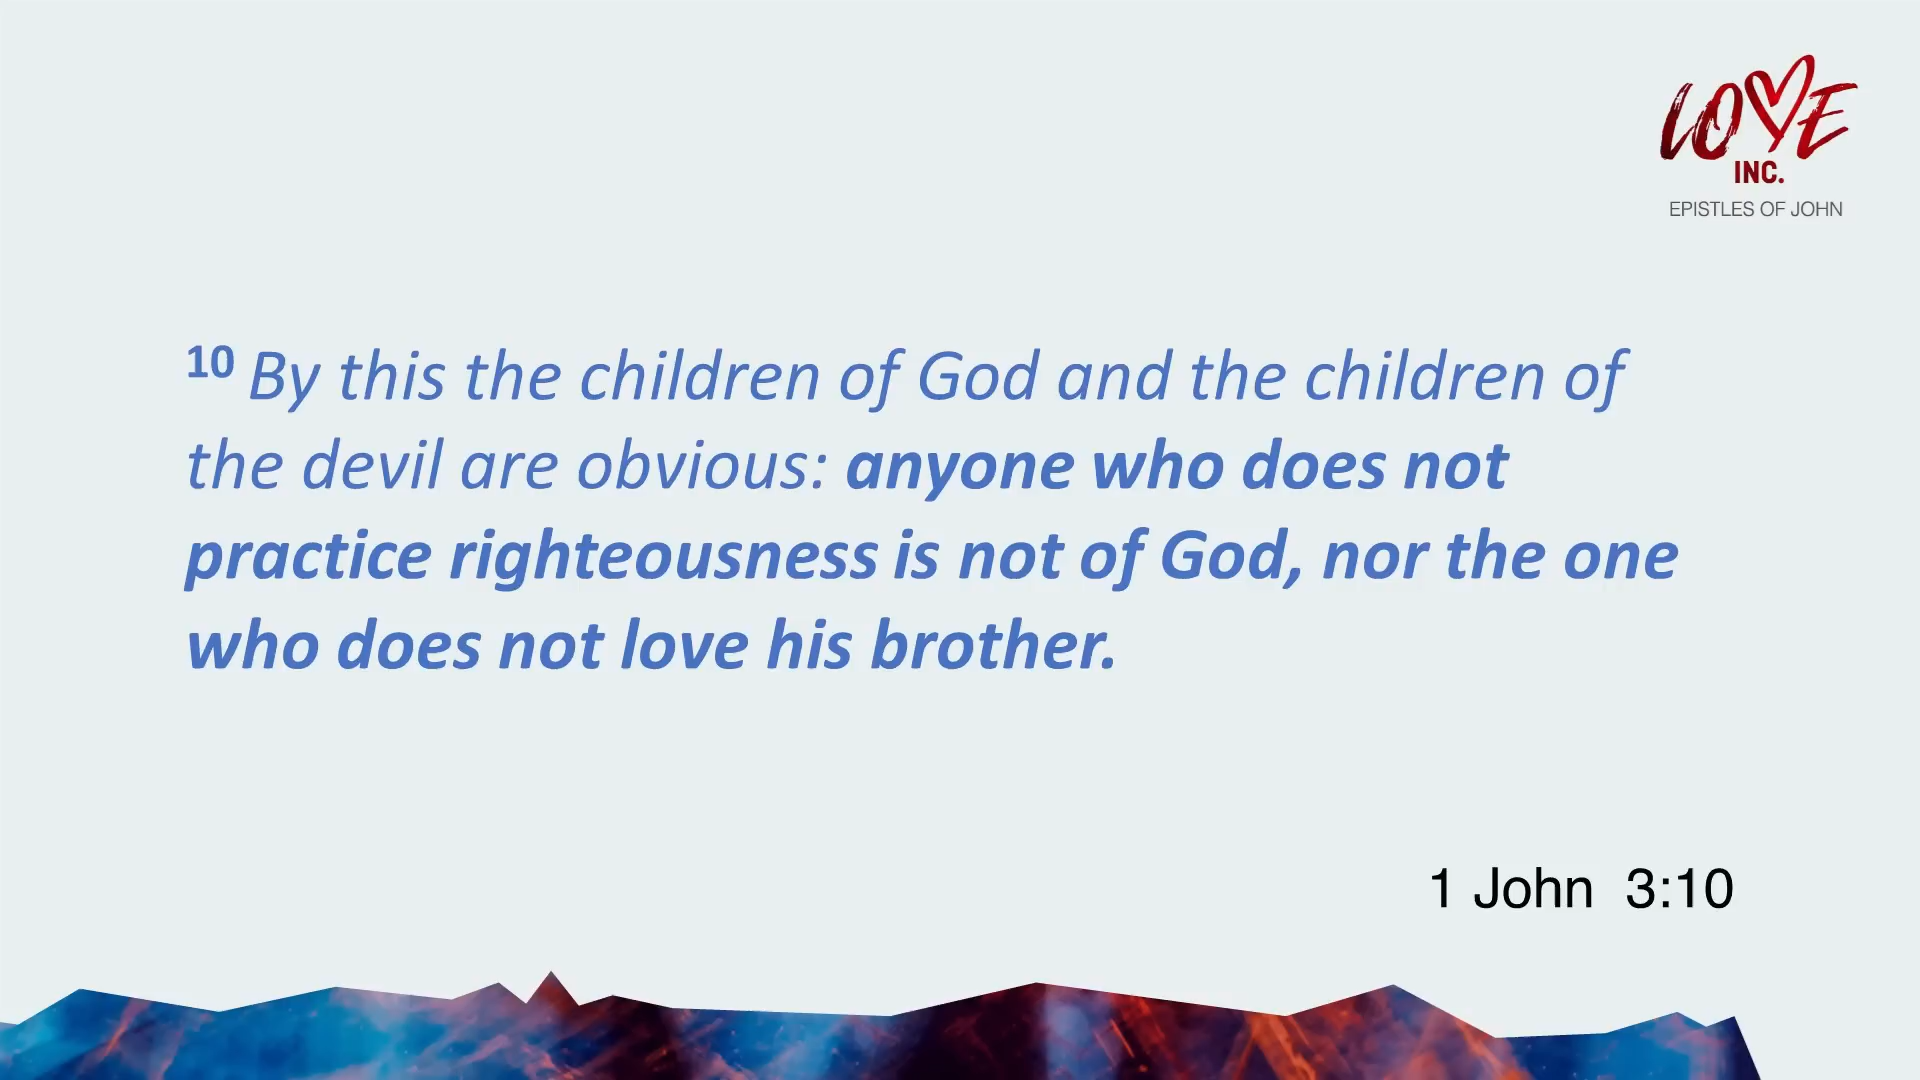 LOVE
INC.
EPISTLES OF JOHN
10 By this the children of God and the children of
the devil are obvious: anyone who does not
practice righteousness is not of God, nor the one
who does not love his brother.
1 John 3:10